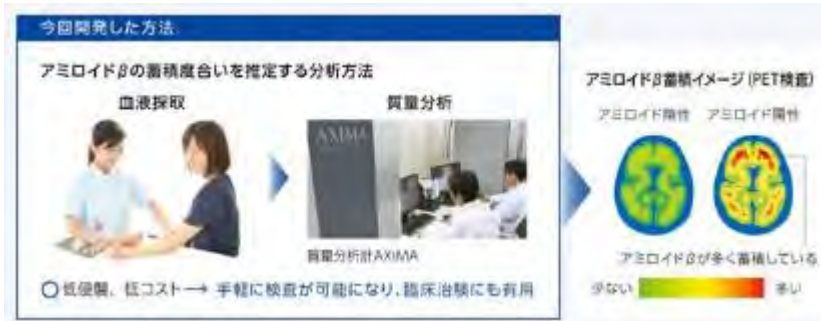 今回開発した方法
アミロイドβの蓄積度合いを推定する分析方法
血液採取
質量分析
AXIMA
質量分析計AXIMA
○低侵襲、低コスト→ 手軽に検査が可能になり、臨床治験にも有用
アミロイドβ蓄積イメージ(PET検査)
アミロイド陰性 アミロイド陽性
アミロイドβが多く蓄積している
少ない 多い